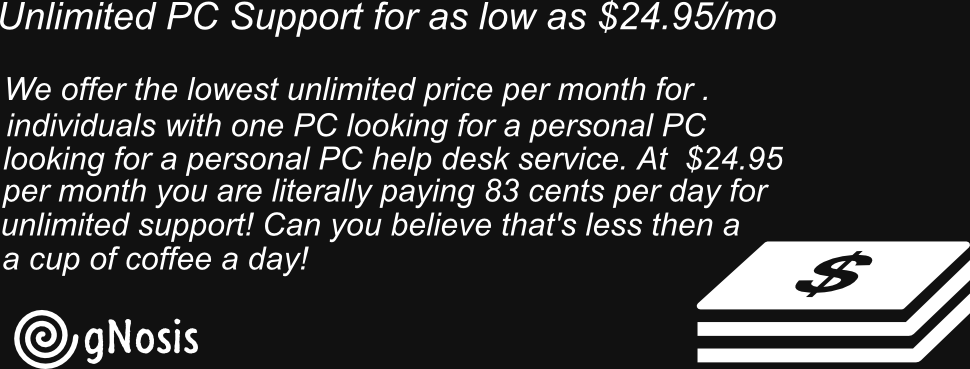 Unlimited PC Support for as low as $24.95/mo
We offer the lowest unlimited price per month for .
individuals with one PC looking for a personal PC
looking for a personal PC help desk service. At $24.95
per month you are literally paying 83 cents per day for
unlimited support! Can you believe that's less then a
a cup of coffee a day!
$
gNosis